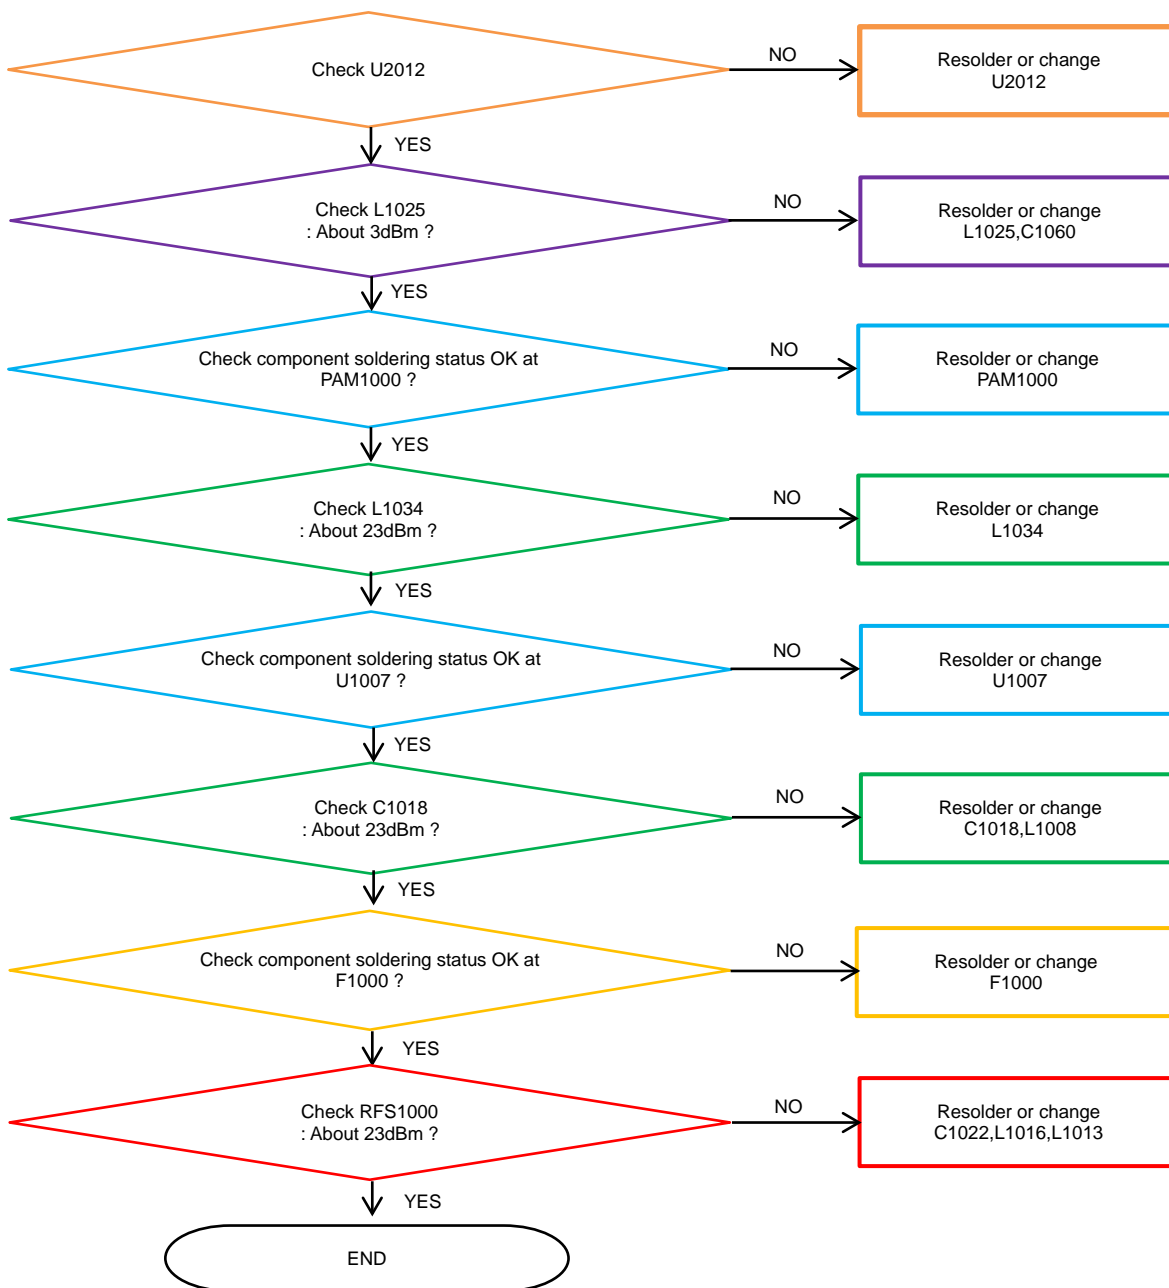 Check U2012
NO
Resolder or change
U2012
YES
Check L1025
: About 3dBm ?
NO
Resolder or change
L1025,C1060
YES
Check component soldering status OK at
PAM1000 ?
NO
Resolder or change
PAM1000
YES
Check L1034
: About 23dBm ?
NO
Resolder or change
L1034
YES
Check component soldering status OK at
U1007 ?
NO
Resolder or change
U1007
YES
Check C1018
: About 23dBm ?
NO
Resolder or change
C1018,L1008
YES
Check component soldering status OK at
F1000 ?
NO
Resolder or change
F1000
YES
Check RFS1000
: About 23dBm ?
NO
Resolder or change
C1022,L1016,L1013
YES
END